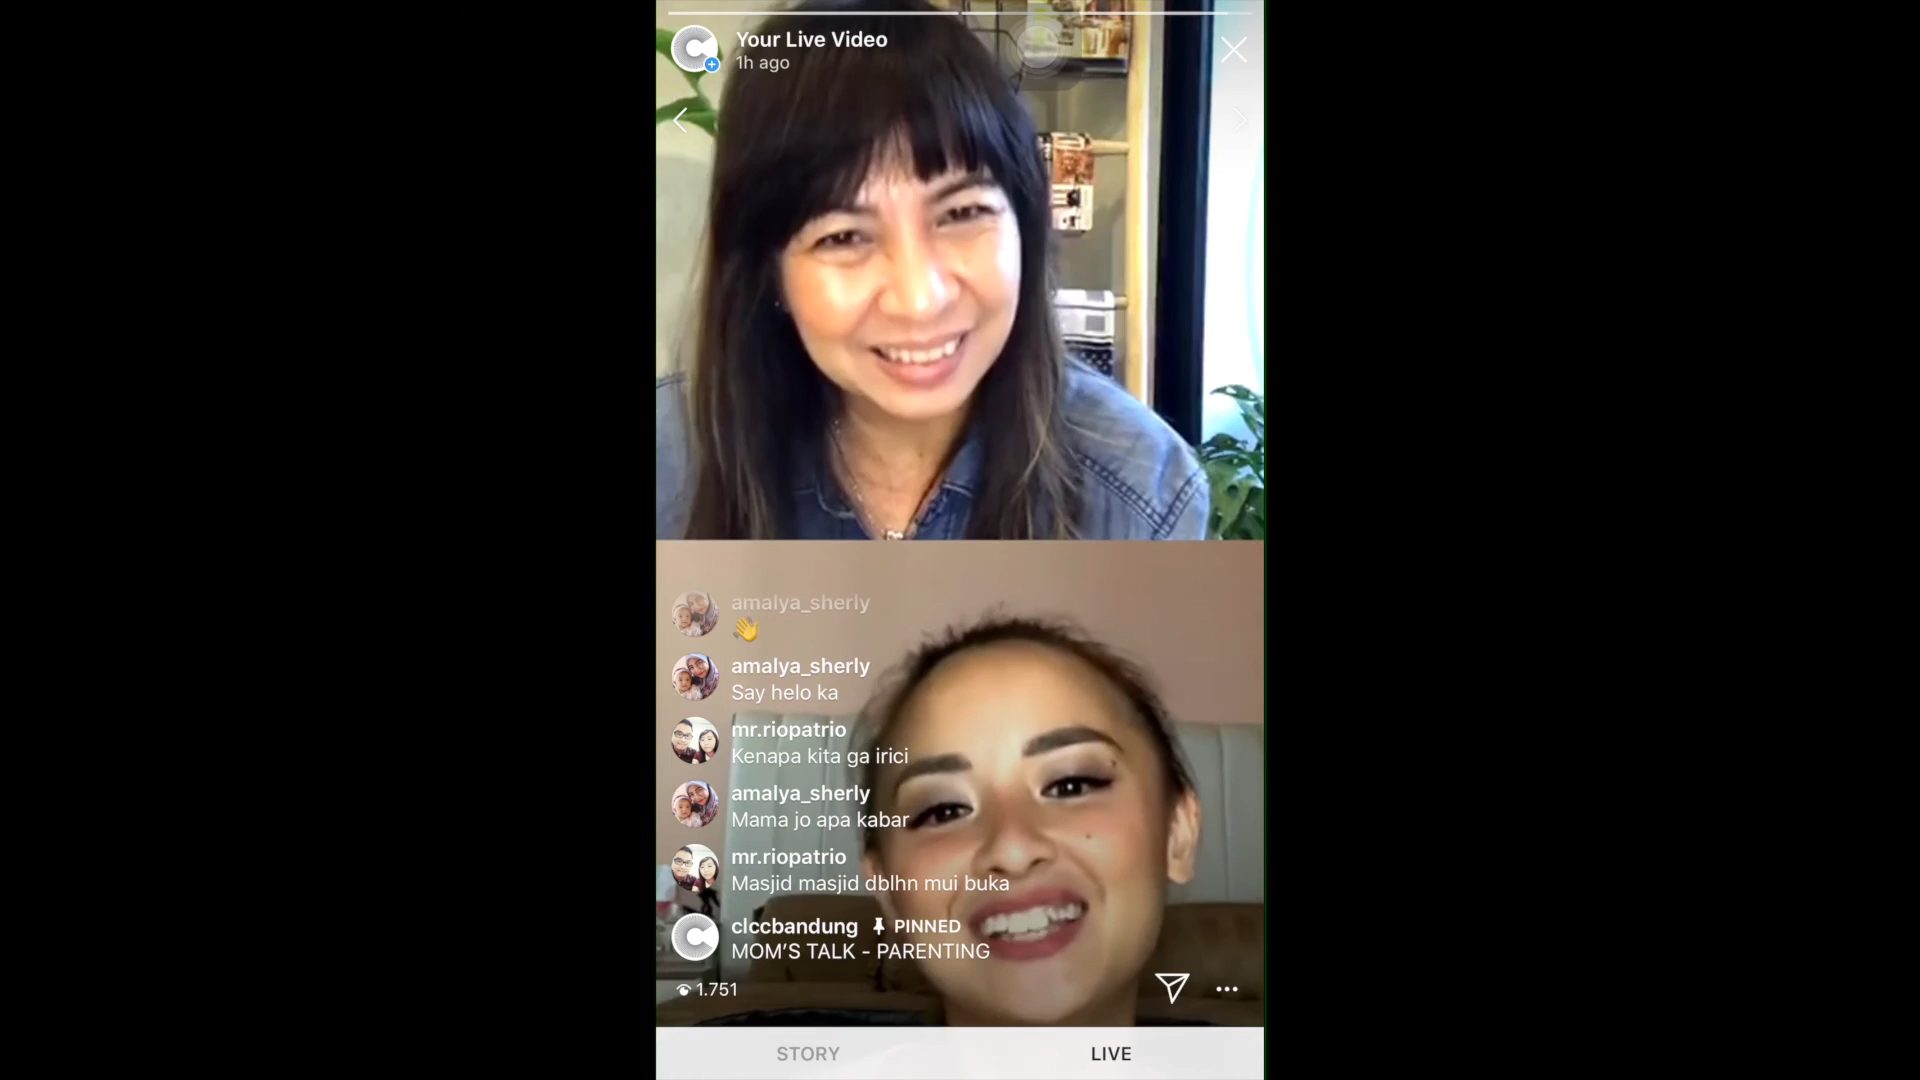 Your Live Video
1h ago
amalya_sherly
👋
amalya_sherly
Say helo ka
mr.riopatrio
Kenapa kita ga irici
amalya_sherly
Mama jo apa kabar
mr.riopatrio
Masjid masjid dblhn mui buka
clccbandung PINNED
MOM’S TALK - PARENTING
1.751
STORY
LIVE